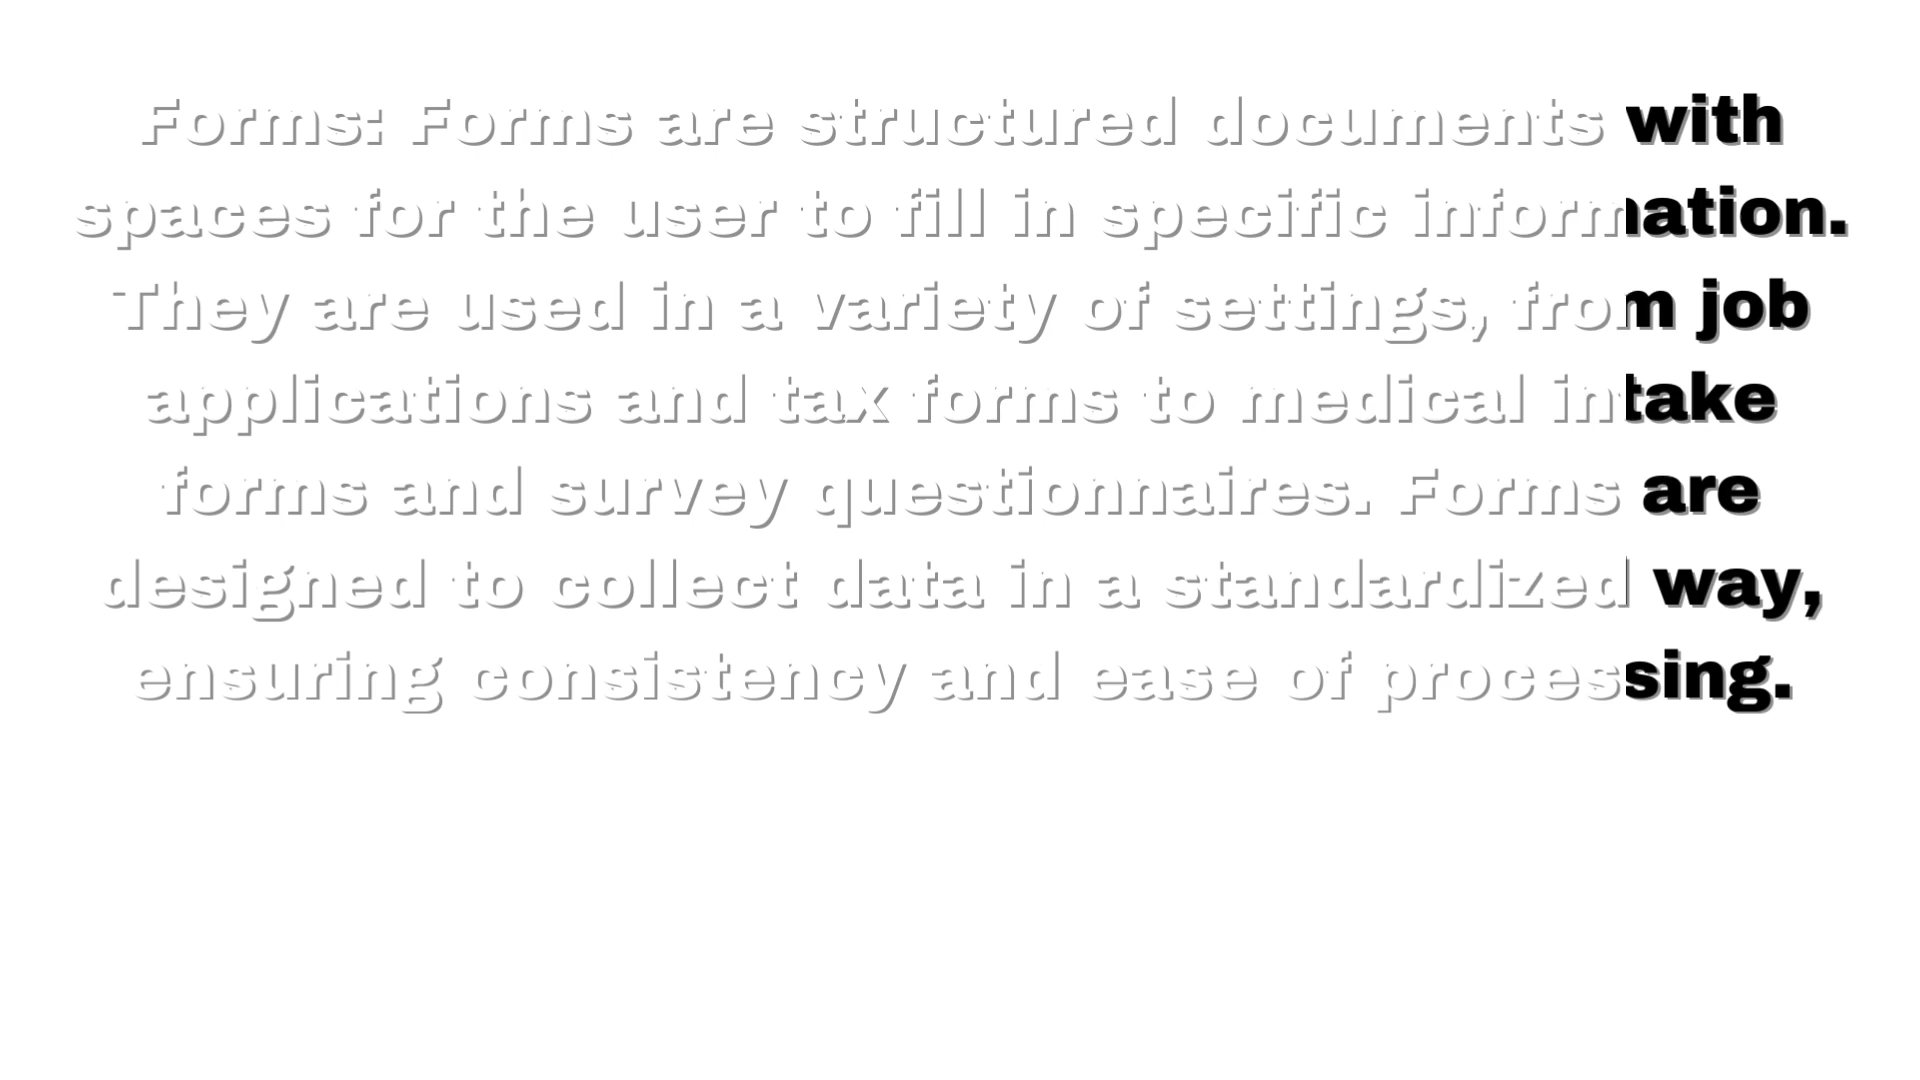 Forms: Forms are structured documents with
spaces for the user to fill in specific information.
They are used in a variety of settings, from job
applications and tax forms to medical intake
forms and survey questionnaires. Forms are
designed to collect data in a standardized way,
ensuring consistency and ease of processing.